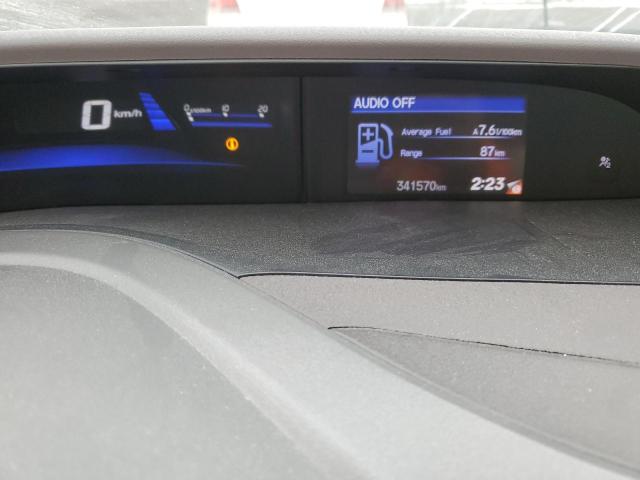 0 km/h
0 ℓ/100km 10 20
AUDIO OFF
Average Fuel A 7.6 ℓ/100km
Range 87 km
341570 km 2:23
2